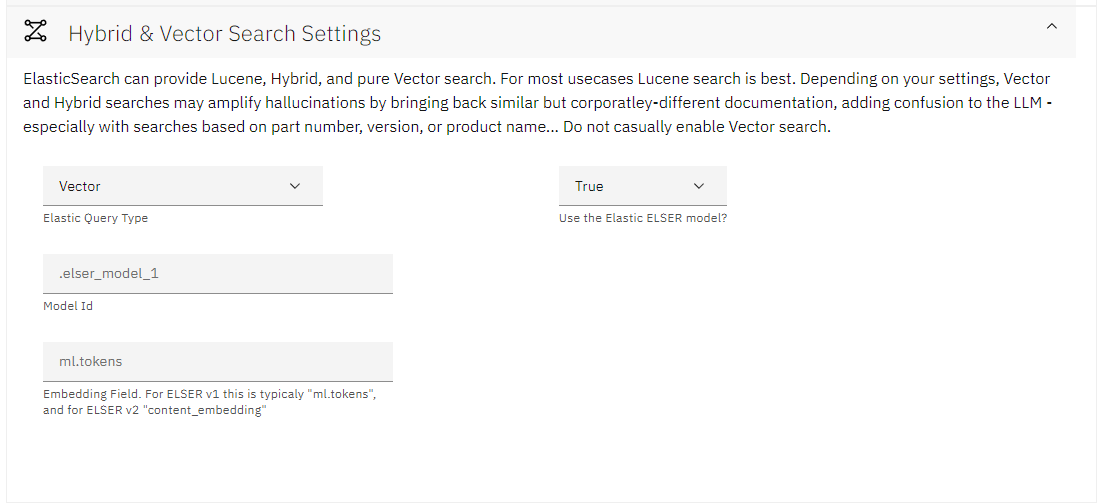 Hybrid & Vector Search Settings
ElasticSearch can provide Lucene, Hybrid, and pure Vector search. For most usecases Lucene search is best. Depending on your settings, Vector
and Hybrid searches may amplify hallucinations by bringing back similar but corporatley-different documentation, adding confusion to the LLM -
especially with searches based on part number, version, or product name... Do not casually enable Vector search.
Vector
True
Elastic Query Type
Use the Elastic ELSER model?
.elser_model_1
Model Id
ml.tokens
Embedding Field. For ELSER v1 this is typicaly "ml.tokens",
and for ELSER v2 "content_embedding"